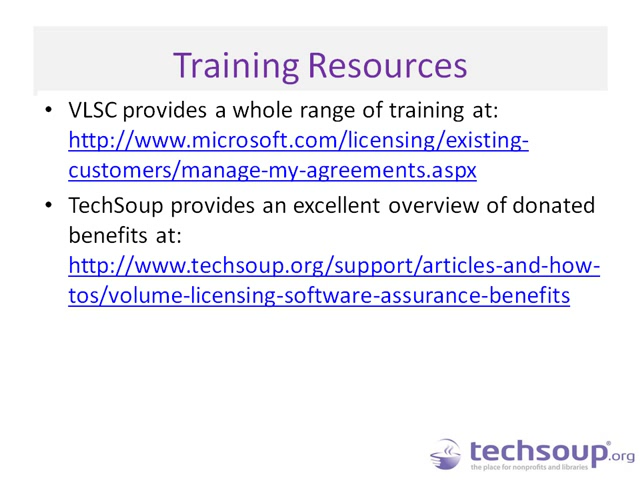 Training Resources
• VLSC provides a whole range of training at:
http://www.microsoft.com/licensing/existing-
customers/manage-my-agreements.aspx
• TechSoup provides an excellent overview of donated
benefits at:
http://www.techsoup.org/support/articles-and-how-
tos/volume-licensing-software-assurance-benefits
techsoup®.org
the place for nonprofits and libraries